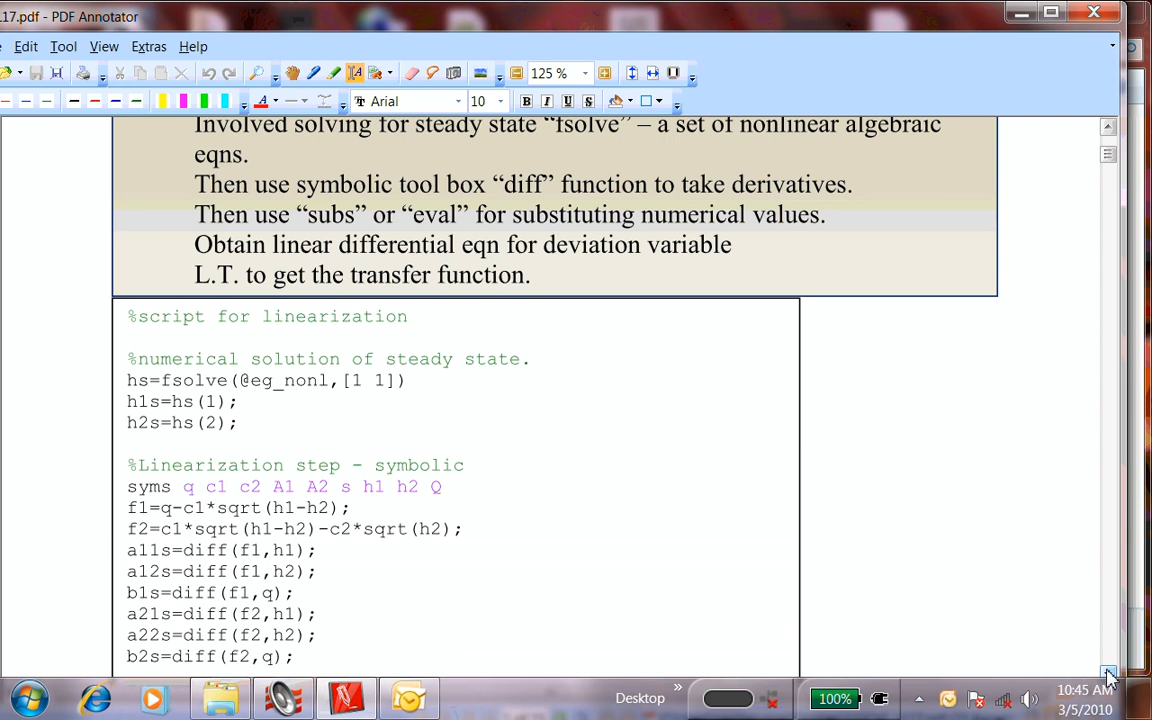 17.pdf - PDF Annotator
Edit Tool View Extras Help
125 %
Arial 10 B I U S
Involved solving for steady state “fsolve” – a set of nonlinear algebraic
eqns.
Then use symbolic tool box “diff” function to take derivatives.
Then use “subs” or “eval” for substituting numerical values.
Obtain linear differential eqn for deviation variable
L.T. to get the transfer function.
%script for linearization
%numerical solution of steady state.
hs=fsolve(@eg_nonl,[1 1])
h1s=hs(1);
h2s=hs(2);
%Linearization step - symbolic
syms q c1 c2 A1 A2 s h1 h2 Q
f1=q-c1*sqrt(h1-h2);
f2=c1*sqrt(h1-h2)-c2*sqrt(h2);
a11s=diff(f1,h1);
a12s=diff(f1,h2);
b1s=diff(f1,q);
a21s=diff(f2,h1);
a22s=diff(f2,h2);
b2s=diff(f2,q);
Desktop
100%
10:45 AM
3/5/2010